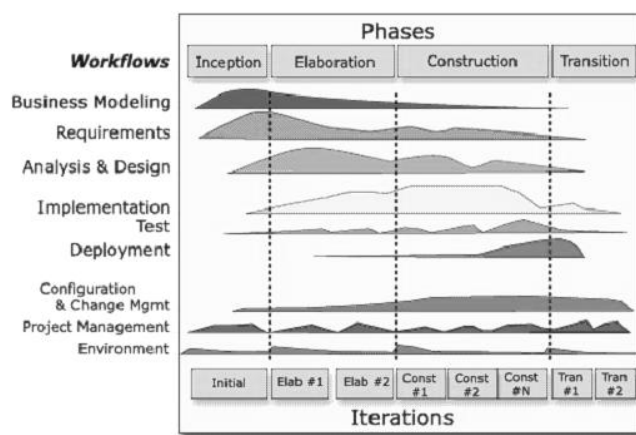 Phases
Workflows
Inception Elaboration Construction Transition
Business Modeling
Requirements
Analysis & Design
Implementation
Test
Deployment
Configuration
& Change Mgmt
Project Management
Environment
Initial Elab #1 Elab #2 Const #1 Const #2 Const #N Tran #1 Tran #2
Iterations